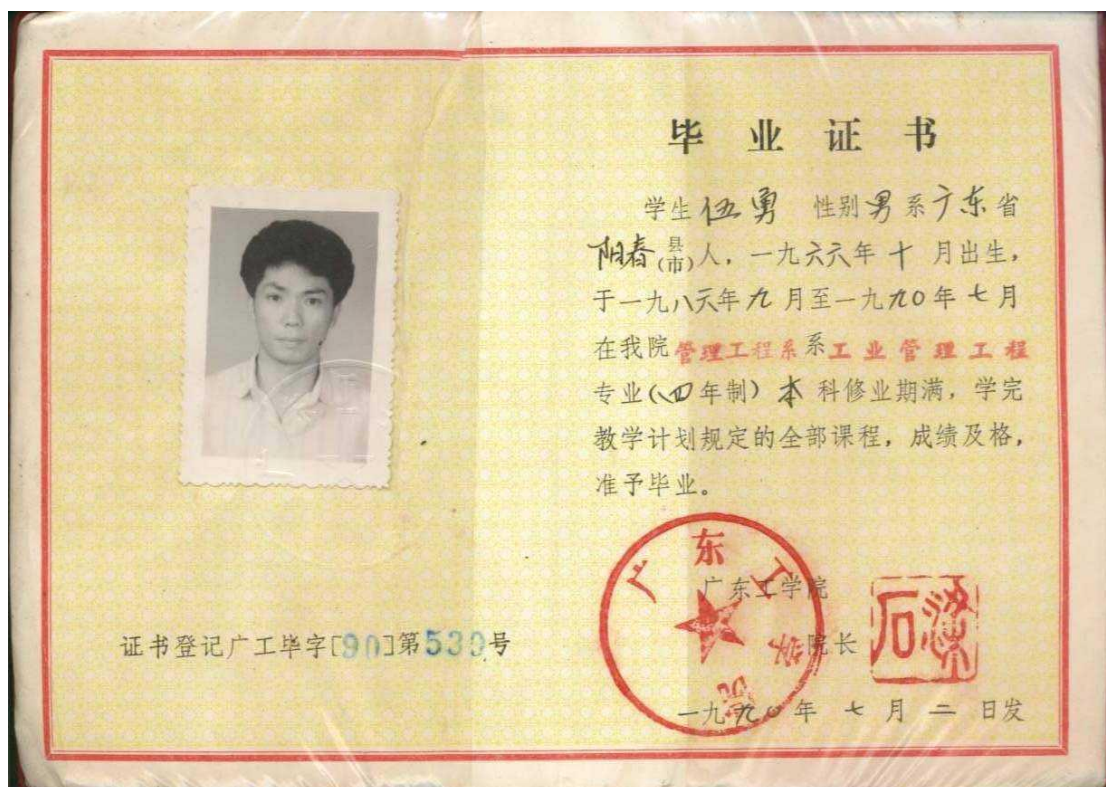 毕业证书
学生 伍勇 性别 男 系 广东 省
阳春 县(市)人，一九六六年 十 月出生，
于一九八六年 九 月至一九九0年 七 月
在我院 管理工程系 系 工业管理工程
专业(四年制) 本 科修业期满，学完
教学计划规定的全部课程，成绩及格，
准予毕业。
广东工学院
广东工学院
院长
证书登记广工毕字[90]第539号
一九九0年 七 月 二 日发